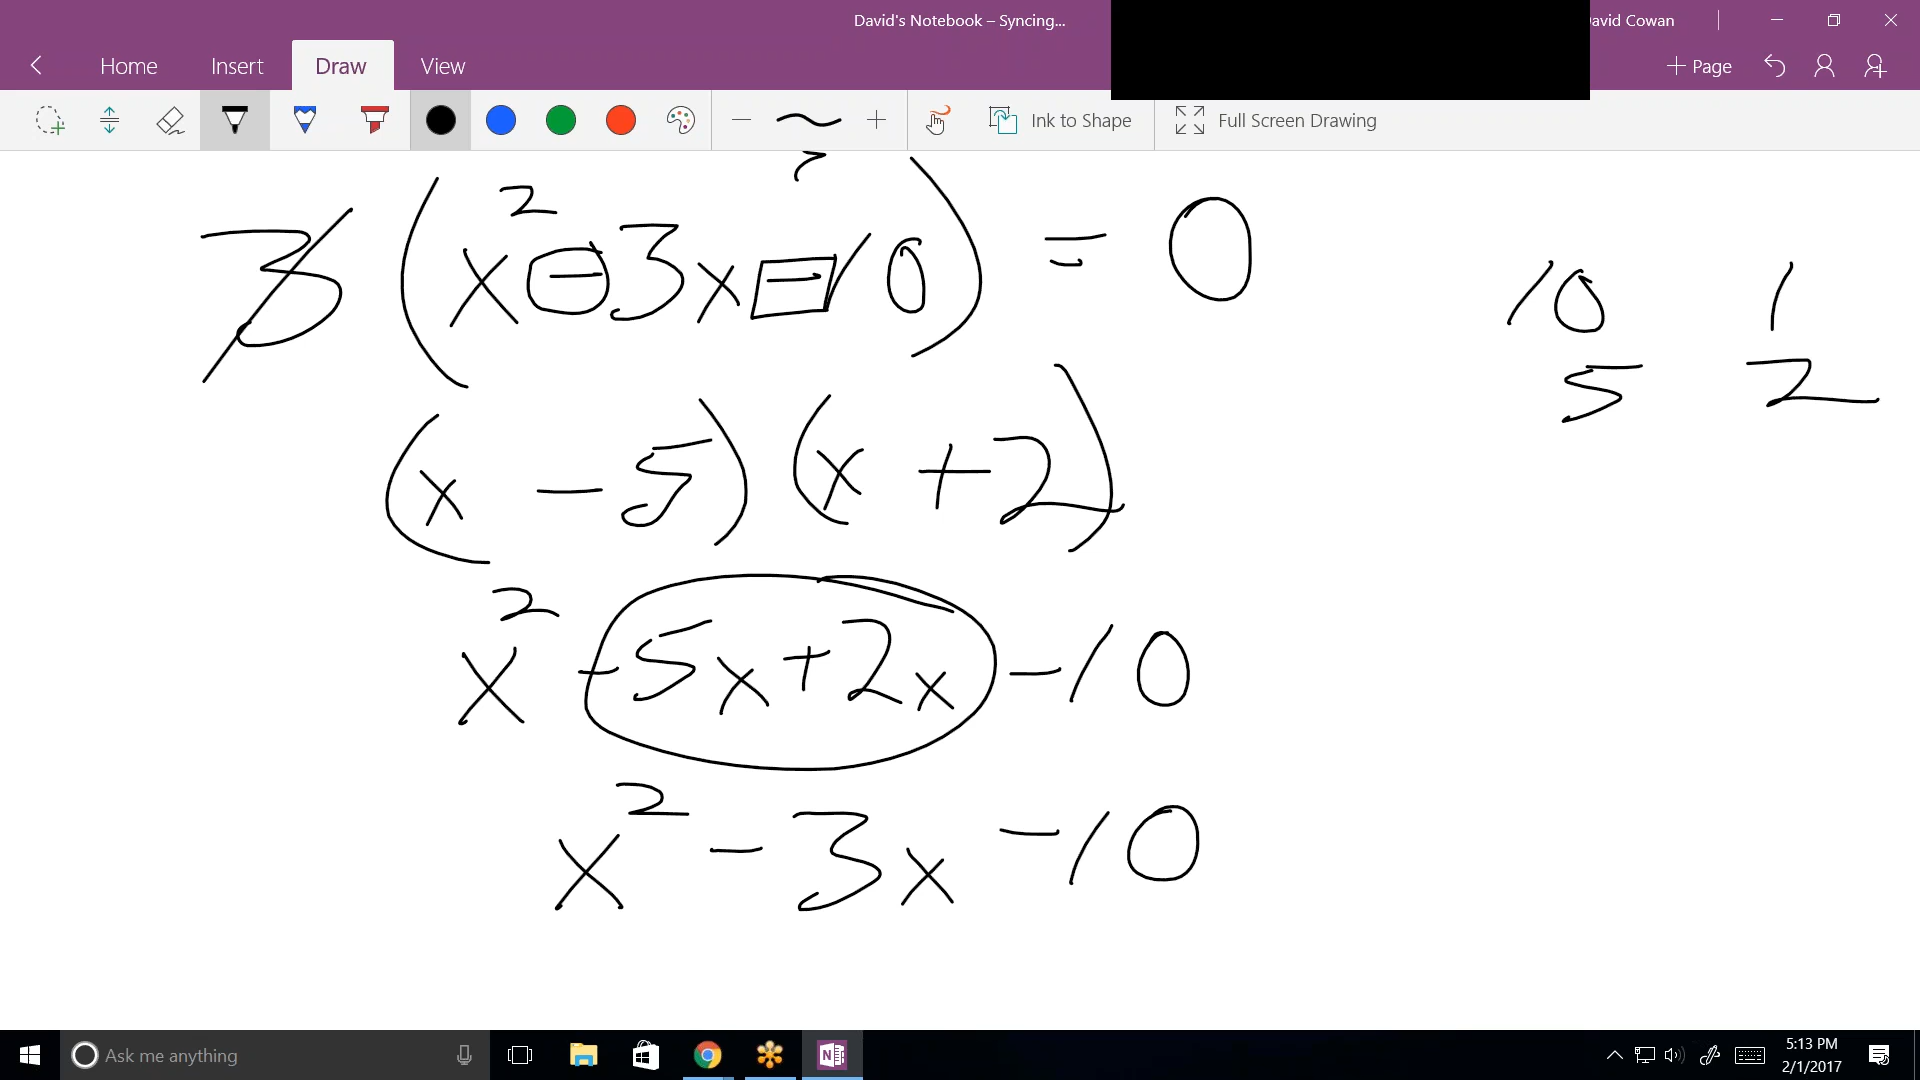 David's Notebook – Syncing...
avid Cowan
Home Insert Draw View
+ Page
Ink to Shape
Full Screen Drawing
3(x² - 3x - 10) = 0
10 1
5 2
(x - 5)(x + 2)
x² - 5x + 2x - 10
x² - 3x - 10
Ask me anything
5:13 PM
2/1/2017